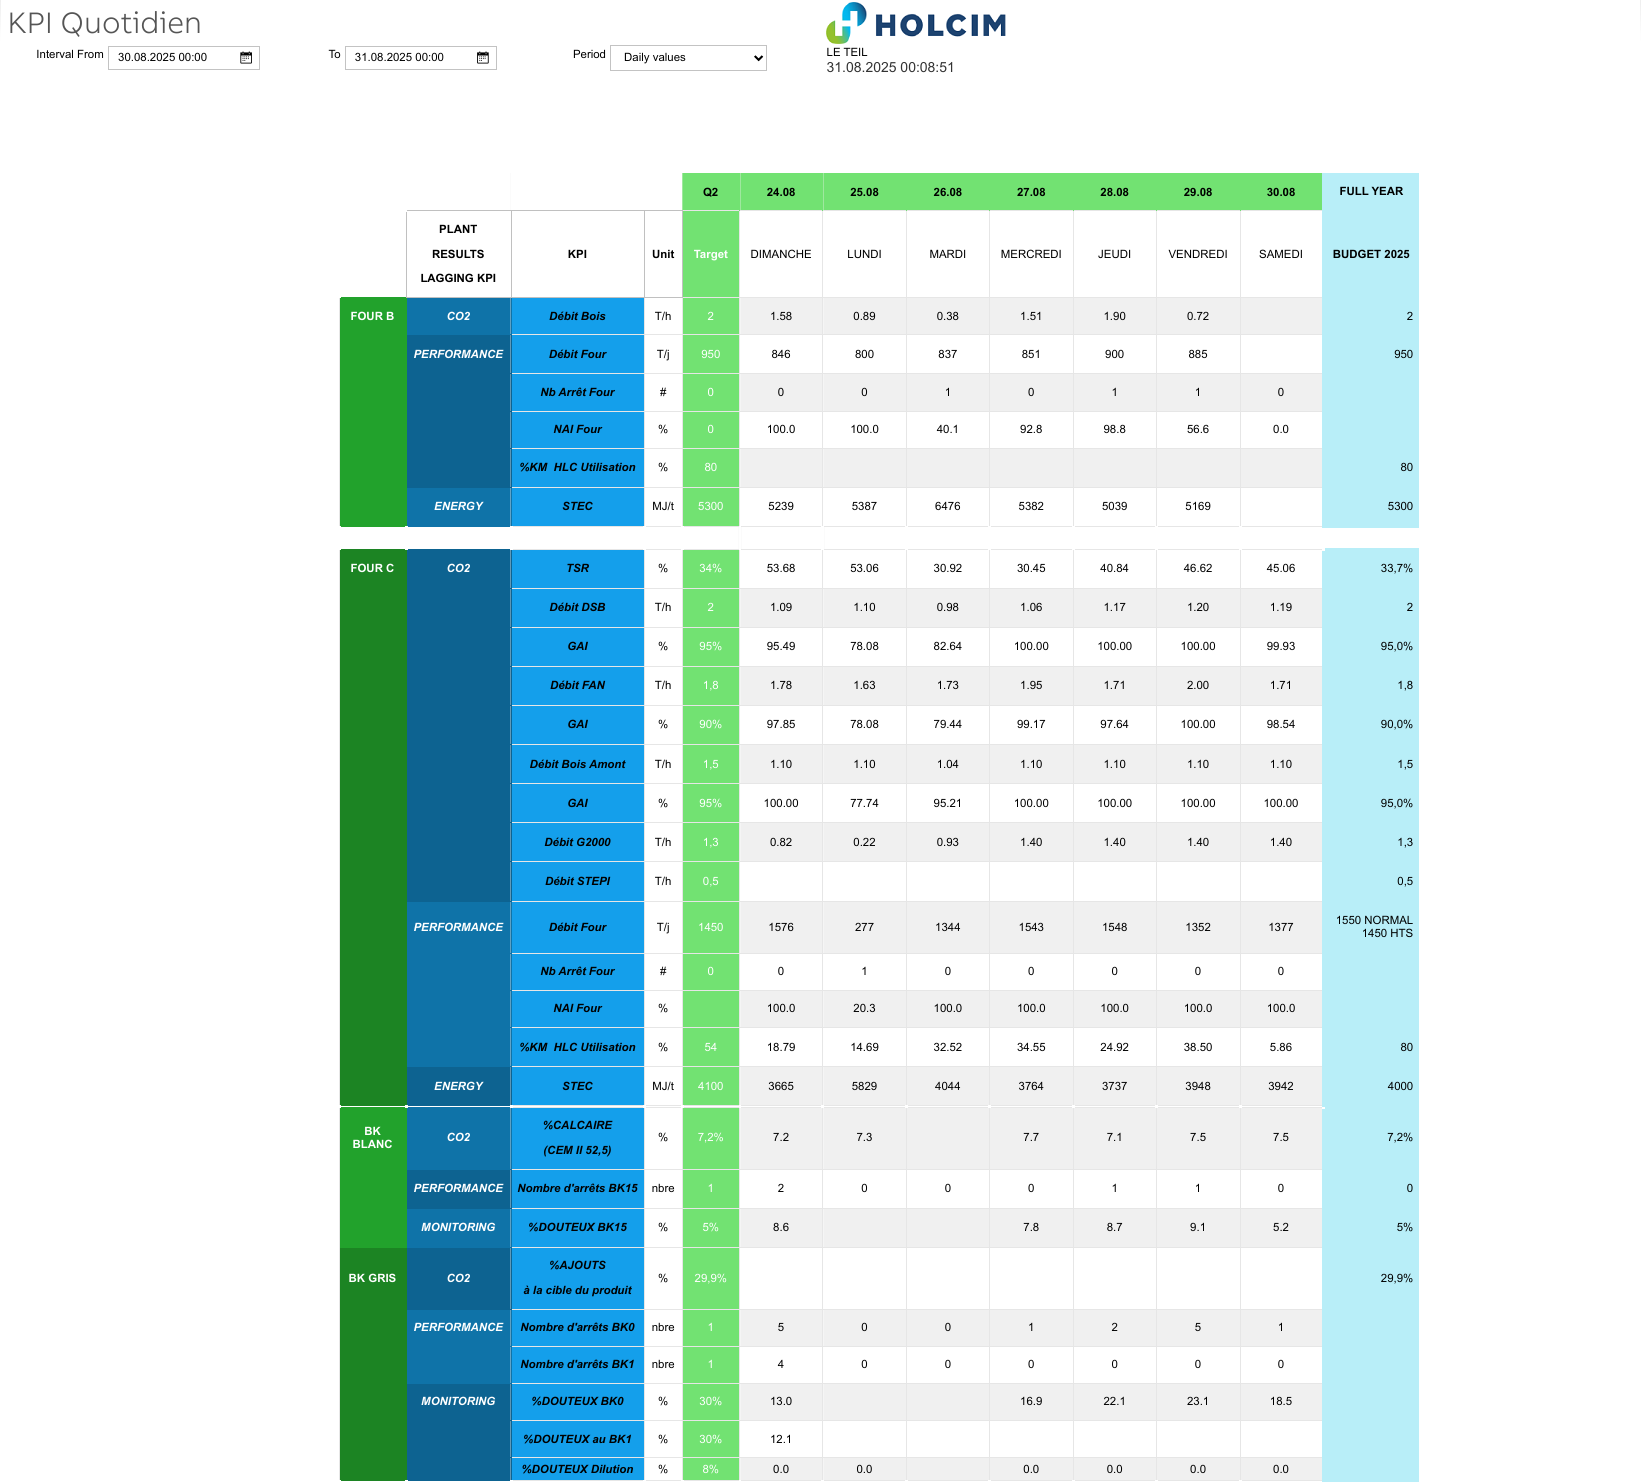 KPI Quotidien
HOLCIM
Interval From 30.08.2025 00:00 To 31.08.2025 00:00 Period Daily values
LE TEIL
31.08.2025 00:08:51
Q2 24.08 25.08 26.08 27.08 28.08 29.08 30.08 FULL YEAR
PLANT
RESULTS KPI Unit Target DIMANCHE LUNDI MARDI MERCREDI JEUDI VENDREDI SAMEDI BUDGET 2025
LAGGING KPI
FOUR B CO2 Débit Bois T/h 2 1.58 0.89 0.38 1.51 1.90 0.72 2
PERFORMANCE Débit Four T/j 950 846 800 837 851 900 885 950
Nb Arrêt Four # 0 0 0 1 0 1 1 0
NAI Four % 0 100.0 100.0 40.1 92.8 98.8 56.6 0.0
%KM HLC Utilisation % 80 80
ENERGY STEC MJ/t 5300 5239 5387 6476 5382 5039 5169 5300
FOUR C CO2 TSR % 34% 53.68 53.06 30.92 30.45 40.84 46.62 45.06 33,7%
Débit DSB T/h 2 1.09 1.10 0.98 1.06 1.17 1.20 1.19 2
GAI % 95% 95.49 78.08 82.64 100.00 100.00 100.00 99.93 95,0%
Débit FAN T/h 1,8 1.78 1.63 1.73 1.95 1.71 2.00 1.71 1,8
GAI % 90% 97.85 78.08 79.44 99.17 97.64 100.00 98.54 90,0%
Débit Bois Amont T/h 1,5 1.10 1.10 1.04 1.10 1.10 1.10 1.10 1,5
GAI % 95% 100.00 77.74 95.21 100.00 100.00 100.00 100.00 95,0%
Débit G2000 T/h 1,3 0.82 0.22 0.93 1.40 1.40 1.40 1.40 1,3
Débit STEPI T/h 0,5 0,5
PERFORMANCE Débit Four T/j 1450 1576 277 1344 1543 1548 1352 1377 1550 NORMAL
1450 HTS
Nb Arrêt Four # 0 0 1 0 0 0 0 0
NAI Four % 100.0 20.3 100.0 100.0 100.0 100.0 100.0
%KM HLC Utilisation % 54 18.79 14.69 32.52 34.55 24.92 38.50 5.86 80
ENERGY STEC MJ/t 4100 3665 5829 4044 3764 3737 3948 3942 4000
BK
BLANC CO2 %CALCAIRE
(CEM II 52,5) % 7,2% 7.2 7.3 7.7 7.1 7.5 7.5 7,2%
PERFORMANCE Nombre d'arrêts BK15 nbre 1 2 0 0 0 1 1 0 0
MONITORING %DOUTEUX BK15 % 5% 8.6 7.8 8.7 9.1 5.2 5%
BK GRIS CO2 %AJOUTS
à la cible du produit % 29,9% 29,9%
PERFORMANCE Nombre d'arrêts BK0 nbre 1 5 0 0 1 2 5 1
Nombre d'arrêts BK1 nbre 1 4 0 0 0 0 0 0
MONITORING %DOUTEUX BK0 % 30% 13.0 16.9 22.1 23.1 18.5
%DOUTEUX au BK1 % 30% 12.1
%DOUTEUX Dilution % 8% 0.0 0.0 0.0 0.0 0.0 0.0